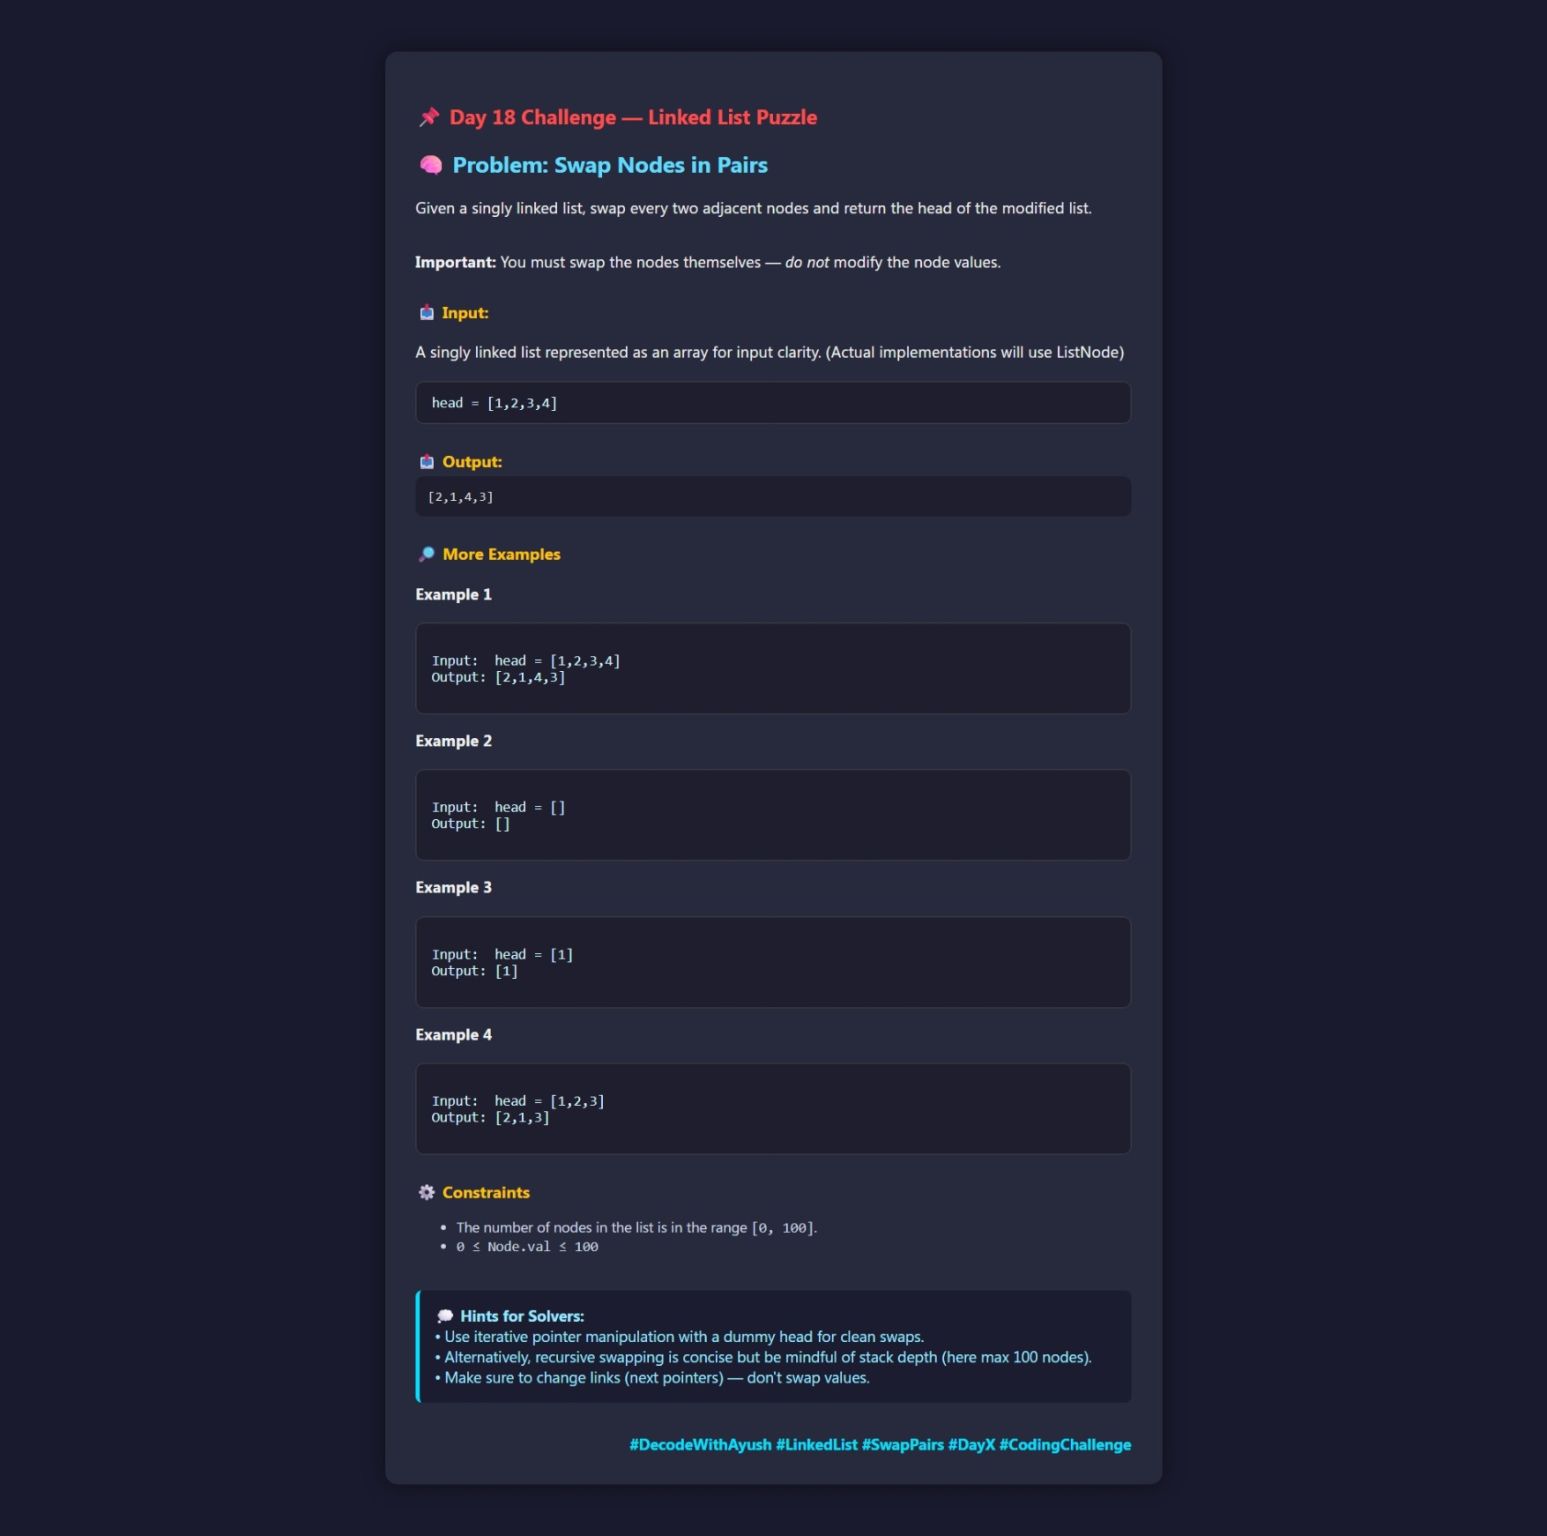 📌 Day 18 Challenge — Linked List Puzzle
🧠 Problem: Swap Nodes in Pairs
Given a singly linked list, swap every two adjacent nodes and return the head of the modified list.
Important: You must swap the nodes themselves — do not modify the node values.
📥 Input:
A singly linked list represented as an array for input clarity. (Actual implementations will use ListNode)
head = [1,2,3,4]
📤 Output:
[2,1,4,3]
🔎 More Examples
Example 1
Input:  head = [1,2,3,4]
Output: [2,1,4,3]
Example 2
Input:  head = []
Output: []
Example 3
Input:  head = [1]
Output: [1]
Example 4
Input:  head = [1,2,3]
Output: [2,1,3]
⚙️ Constraints
• The number of nodes in the list is in the range [0, 100].
• 0 ≤ Node.val ≤ 100
💭 Hints for Solvers:
• Use iterative pointer manipulation with a dummy head for clean swaps.
• Alternatively, recursive swapping is concise but be mindful of stack depth (here max 100 nodes).
• Make sure to change links (next pointers) — don't swap values.
#DecodeWithAyush #LinkedList #SwapPairs #DayX #CodingChallenge